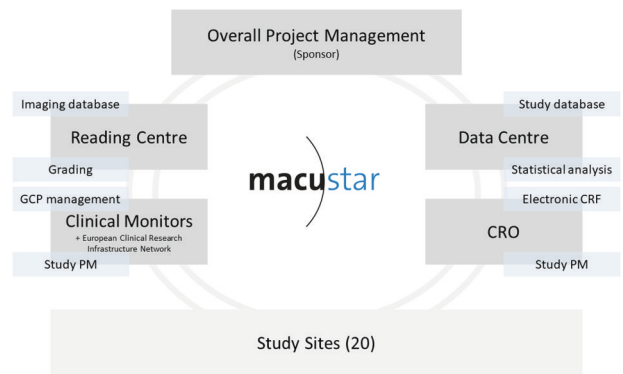 Overall Project Management
(Sponsor)
Imaging database
Reading Centre
Grading
GCP management
Clinical Monitors
+ European Clinical Research
Infrastructure Network
Study PM
macustar
Study database
Data Centre
Statistical analysis
Electronic CRF
CRO
Study PM
Study Sites (20)